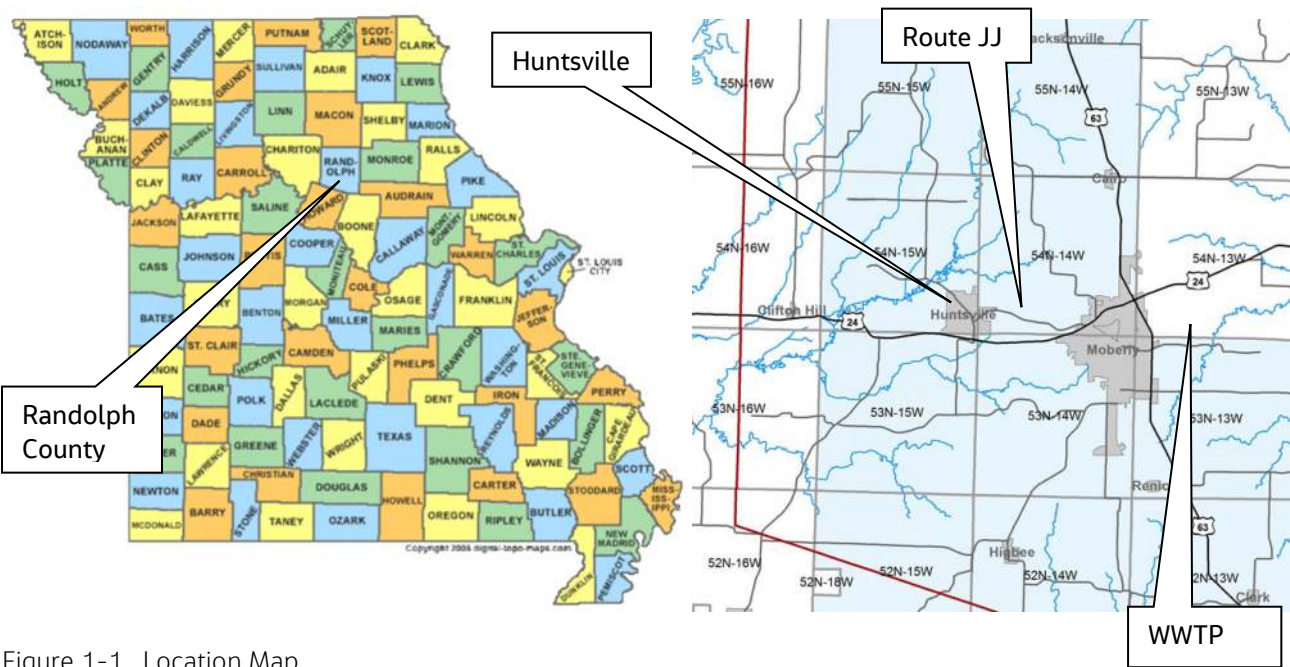 ATCH-
ISON
NODAWAY
WORTH
HARRISON
MERCER
PUTNAM
SCHUY-
LER
SCOT-
LAND
CLARK
HOLT
GENTRY
GRUNDY
SULLIVAN
ADAIR
KNOX
LEWIS
ANDREW
DEKALB
DAVIESS
LIVINGSTON
LINN
MACON
SHELBY
MARION
BUCH-
ANAN
CLINTON
CALDWELL
CHARITON
RAND-
OLPH
MONROE
RALLS
PLATTE
CLAY
RAY
CARROLL
PIKE
AUDRAIN
JACKSON
LAFAYETTE
SALINE
HOWARD
BOONE
CALLAWAY
MONT-
GOMERY
LINCOLN
WARREN
ST.
CHARLES
ST. LOUIS
ST. LOUIS
CITY
CASS
JOHNSON
COOPER
MONITEAU
COLE
OSAGE
GASCONADE
FRANKLIN
JEFFER-
SON
BATES
BENTON
MORGAN
MILLER
MARIES
ST. CLAIR
HICKORY
CAMDEN
PULASKI
PHELPS
CRAWFORD
WASHING-
TON
ST.
FRANCOIS
STE.
GENE-
VIEVE
PERRY
CEDAR
POLK
DALLAS
LACLEDE
DENT
IRON
MADISON
BOLLINGER
CAPE
GIRARDEAU
DADE
GREENE
WEBSTER
WRIGHT
TEXAS
SHANNON
REYNOLDS
WAYNE
SCOTT
LAWRENCE
CHRISTIAN
DOUGLAS
HOWELL
CARTER
STODDARD
MISS-
ISS-
IPPI
NEWTON
MCDONALD
BARRY
STONE
TANEY
OZARK
OREGON
RIPLEY
BUTLER
NEW
MADRID
DUNKLIN
PEMISCOT
Copyright 2005 digital-topo-maps.com
Randolph
County
Huntsville
Route JJ
WWTP
55N-16W
55N-15W
55N-14W
55N-13W
63
54N-16W
54N-15W
54N-14W
54N-13W
24
Clifton Hill
24
Huntsville
Moberly
53N-16W
53N-15W
53N-14W
53N-13W
Renic
63
Higbee
52N-16W
52N-18W
52N-15W
52N-14W
2N-13W
Clark
Figure 1-1 Location Map